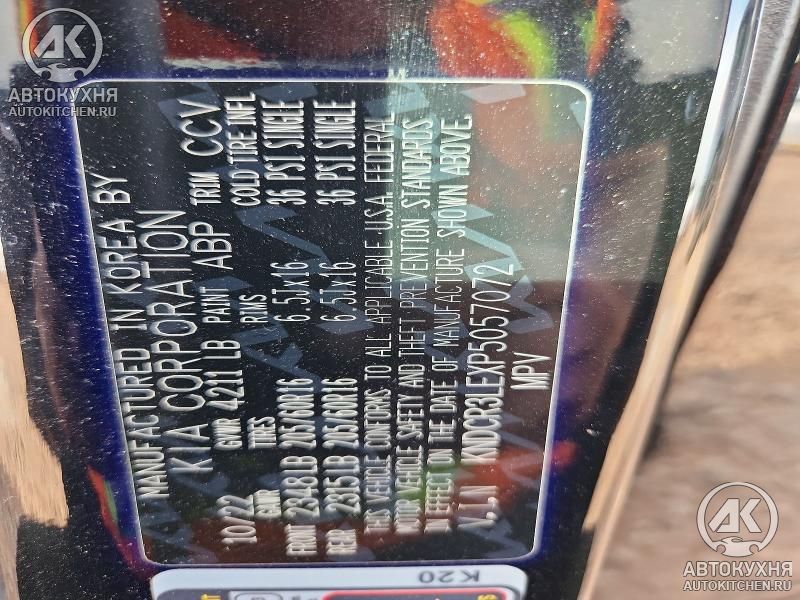 MANUFACTURED IN KOREA BY
KIA CORPORATION
10/22 GVWR 4211 LB PAINT ABP TRIM CCV
GAWR TIRES RIMS COLD TIRE INFL
FRONT 2348 LB 205/60R16 6.5Jx16 36 PSI SINGLE
REAR 2315 LB 205/60R16 6.5Jx16 36 PSI SINGLE
THIS VEHICLE CONFORMS TO ALL APPLICABLE U.S.A. FEDERAL
MOTOR VEHICLE SAFETY AND THEFT PREVENTION STANDARDS
IN EFFECT ON THE DATE OF MANUFACTURE SHOWN ABOVE.
V.I.N KNDCR3LEXP5057072
MPV
K20
АК
АВТОКУХНЯ
AUTOKITCHEN.RU
АК
АВТОКУХНЯ
AUTOKITCHEN.RU